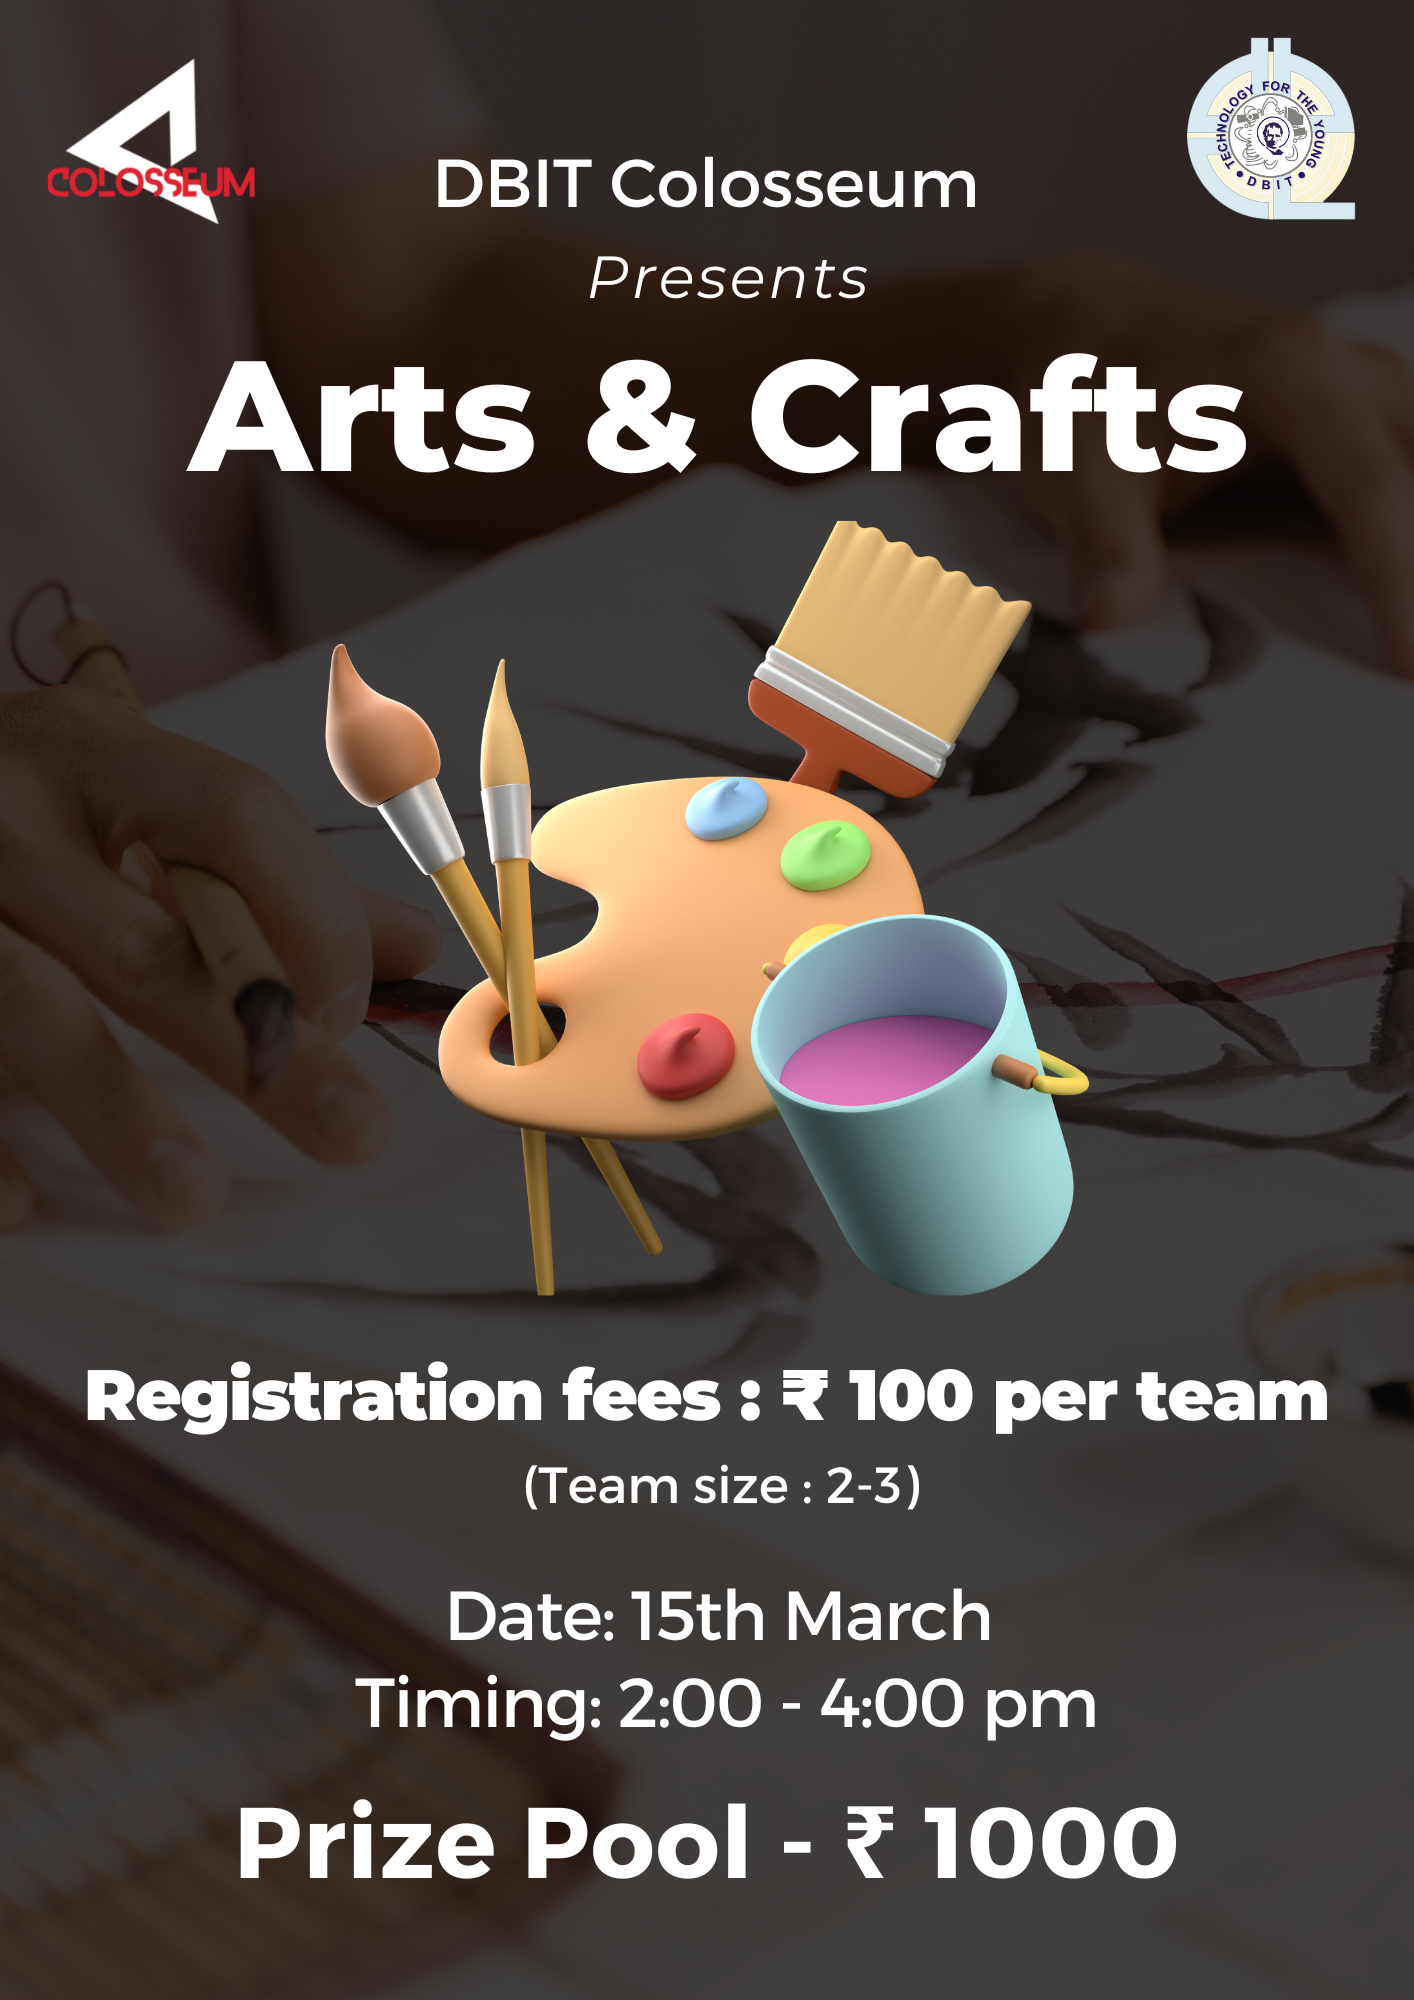 COLOSSEUM
TECHNOLOGY FOR THE YOUNG
• DBIT •
DBIT Colosseum
Presents
Arts & Crafts
Registration fees : ₹ 100 per team
(Team size : 2-3)
Date: 15th March
Timing: 2:00 - 4:00 pm
Prize Pool - ₹ 1000